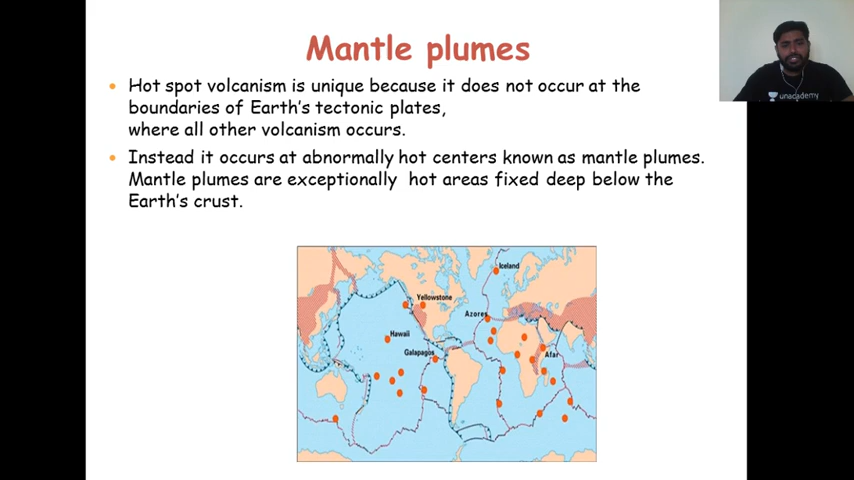 Mantle plumes
Hot spot volcanism is unique because it does not occur at the
boundaries of Earth's tectonic plates,
where all other volcanism occurs.
Instead it occurs at abnormally hot centers known as mantle plumes.
Mantle plumes are exceptionally hot areas fixed deep below the
Earth's crust.
unacademy
Iceland
Yellowstone
Azores
Hawaii
Galapagos
Afar